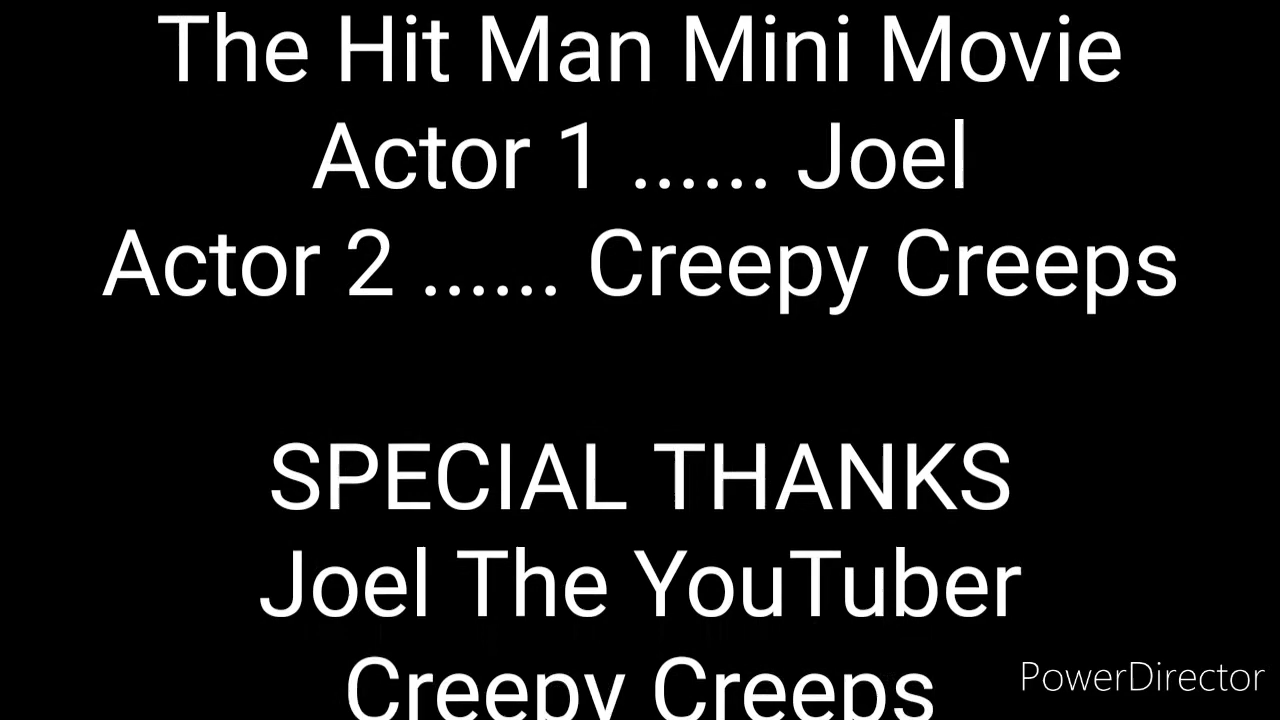 The Hit Man Mini Movie
Actor 1 ...... Joel
Actor 2 ...... Creepy Creeps
SPECIAL THANKS
Joel The YouTuber
Creepy Creeps
PowerDirector